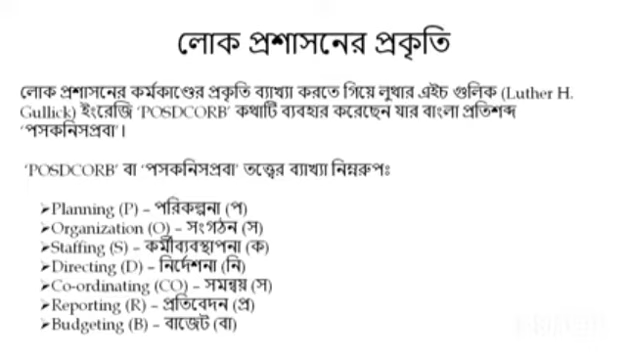 লোক প্রশাসনের প্রকৃতি
লোক প্রশাসনের কর্মকাণ্ডের প্রকৃতি ব্যাখ্যা করতে গিয়ে লুথার এইচ গুলিক (Luther H.
Gullick) ইংরেজি ‘POSDCORB’ কথাটি ব্যবহার করেছেন যার বাংলা প্রতিশব্দ
‘পসকনিসপ্রবা’।
‘POSDCORB’ বা ‘পসকনিসপ্রবা’ তত্ত্বের ব্যাখ্যা নিম্নরুপঃ
➢Planning (P) – পরিকল্পনা (প)
➢Organization (O) – সংগঠন (স)
➢Staffing (S) – কর্মীব্যবস্থাপনা (ক)
➢Directing (D) – নির্দেশনা (নি)
➢Co-ordinating (CO) – সমন্বয় (স)
➢Reporting (R) – প্রতিবেদন (প্র)
➢Budgeting (B) – বাজেট (বা)